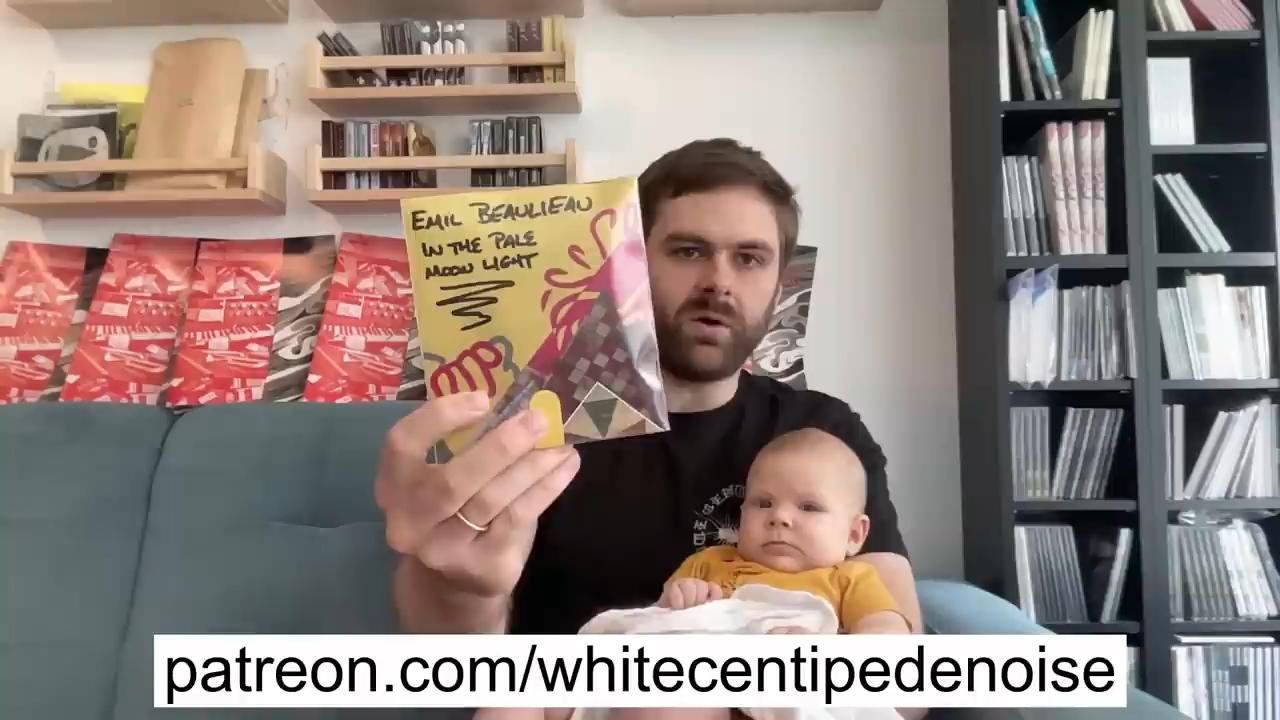 EMIL BEAULIEAU
IN THE PALE
MOON LIGHT
patreon.com/whitecentipedenoise